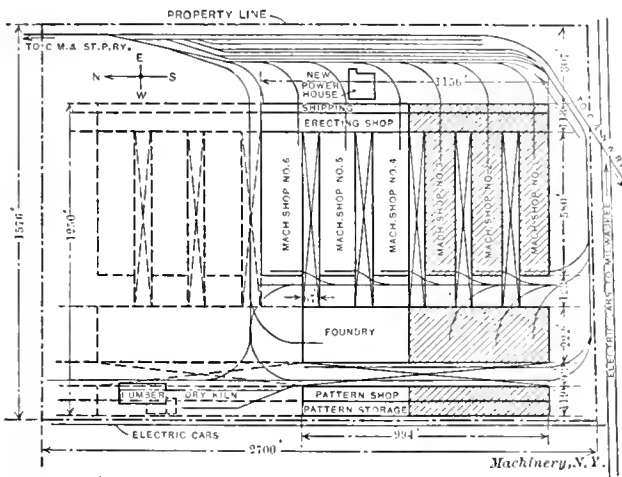 PROPERTY LINE
TO C.M.& ST.P.RY.
E
N S
W
NEW
POWER
HOUSE
1156'
SHIPPING
ERECTING SHOP
MACH.SHOP NO.6
MACH.SHOP NO.5
MACH.SHOP NO.4
MACH.SHOP NO.3
MACH.SHOP NO.2
MACH.SHOP NO.1
1576'
1250'
580'
FOUNDRY
LUMBER
DRY KILN
PATTERN SHOP
PATTERN STORAGE
ELECTRIC CARS
994'
2700'
ELECTRIC CARS TO MILWAUKEE
Machinery, N.Y.